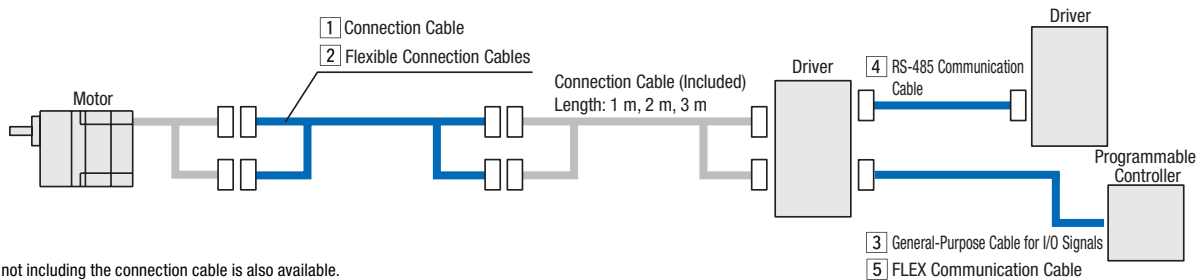 1 Connection Cable
2 Flexible Connection Cables
Motor
Connection Cable (Included)
Length: 1 m, 2 m, 3 m
Driver
4 RS-485 Communication
Cable
Driver
Programmable
Controller
3 General-Purpose Cable for I/O Signals
5 FLEX Communication Cable
not including the connection cable is also available.